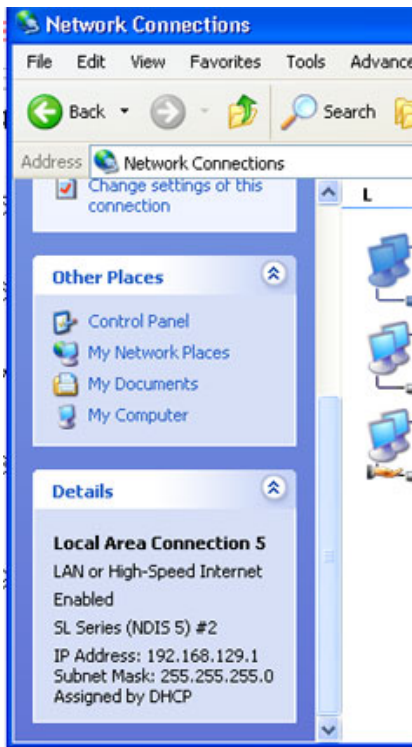 Network Connections
File Edit View Favorites Tools Advance
Back Search
Address Network Connections
Change settings of this
connection
L
Other Places
Control Panel
My Network Places
My Documents
My Computer
Details
Local Area Connection 5
LAN or High-Speed Internet
Enabled
SL Series (NDIS 5) #2
IP Address: 192.168.129.1
Subnet Mask: 255.255.255.0
Assigned by DHCP